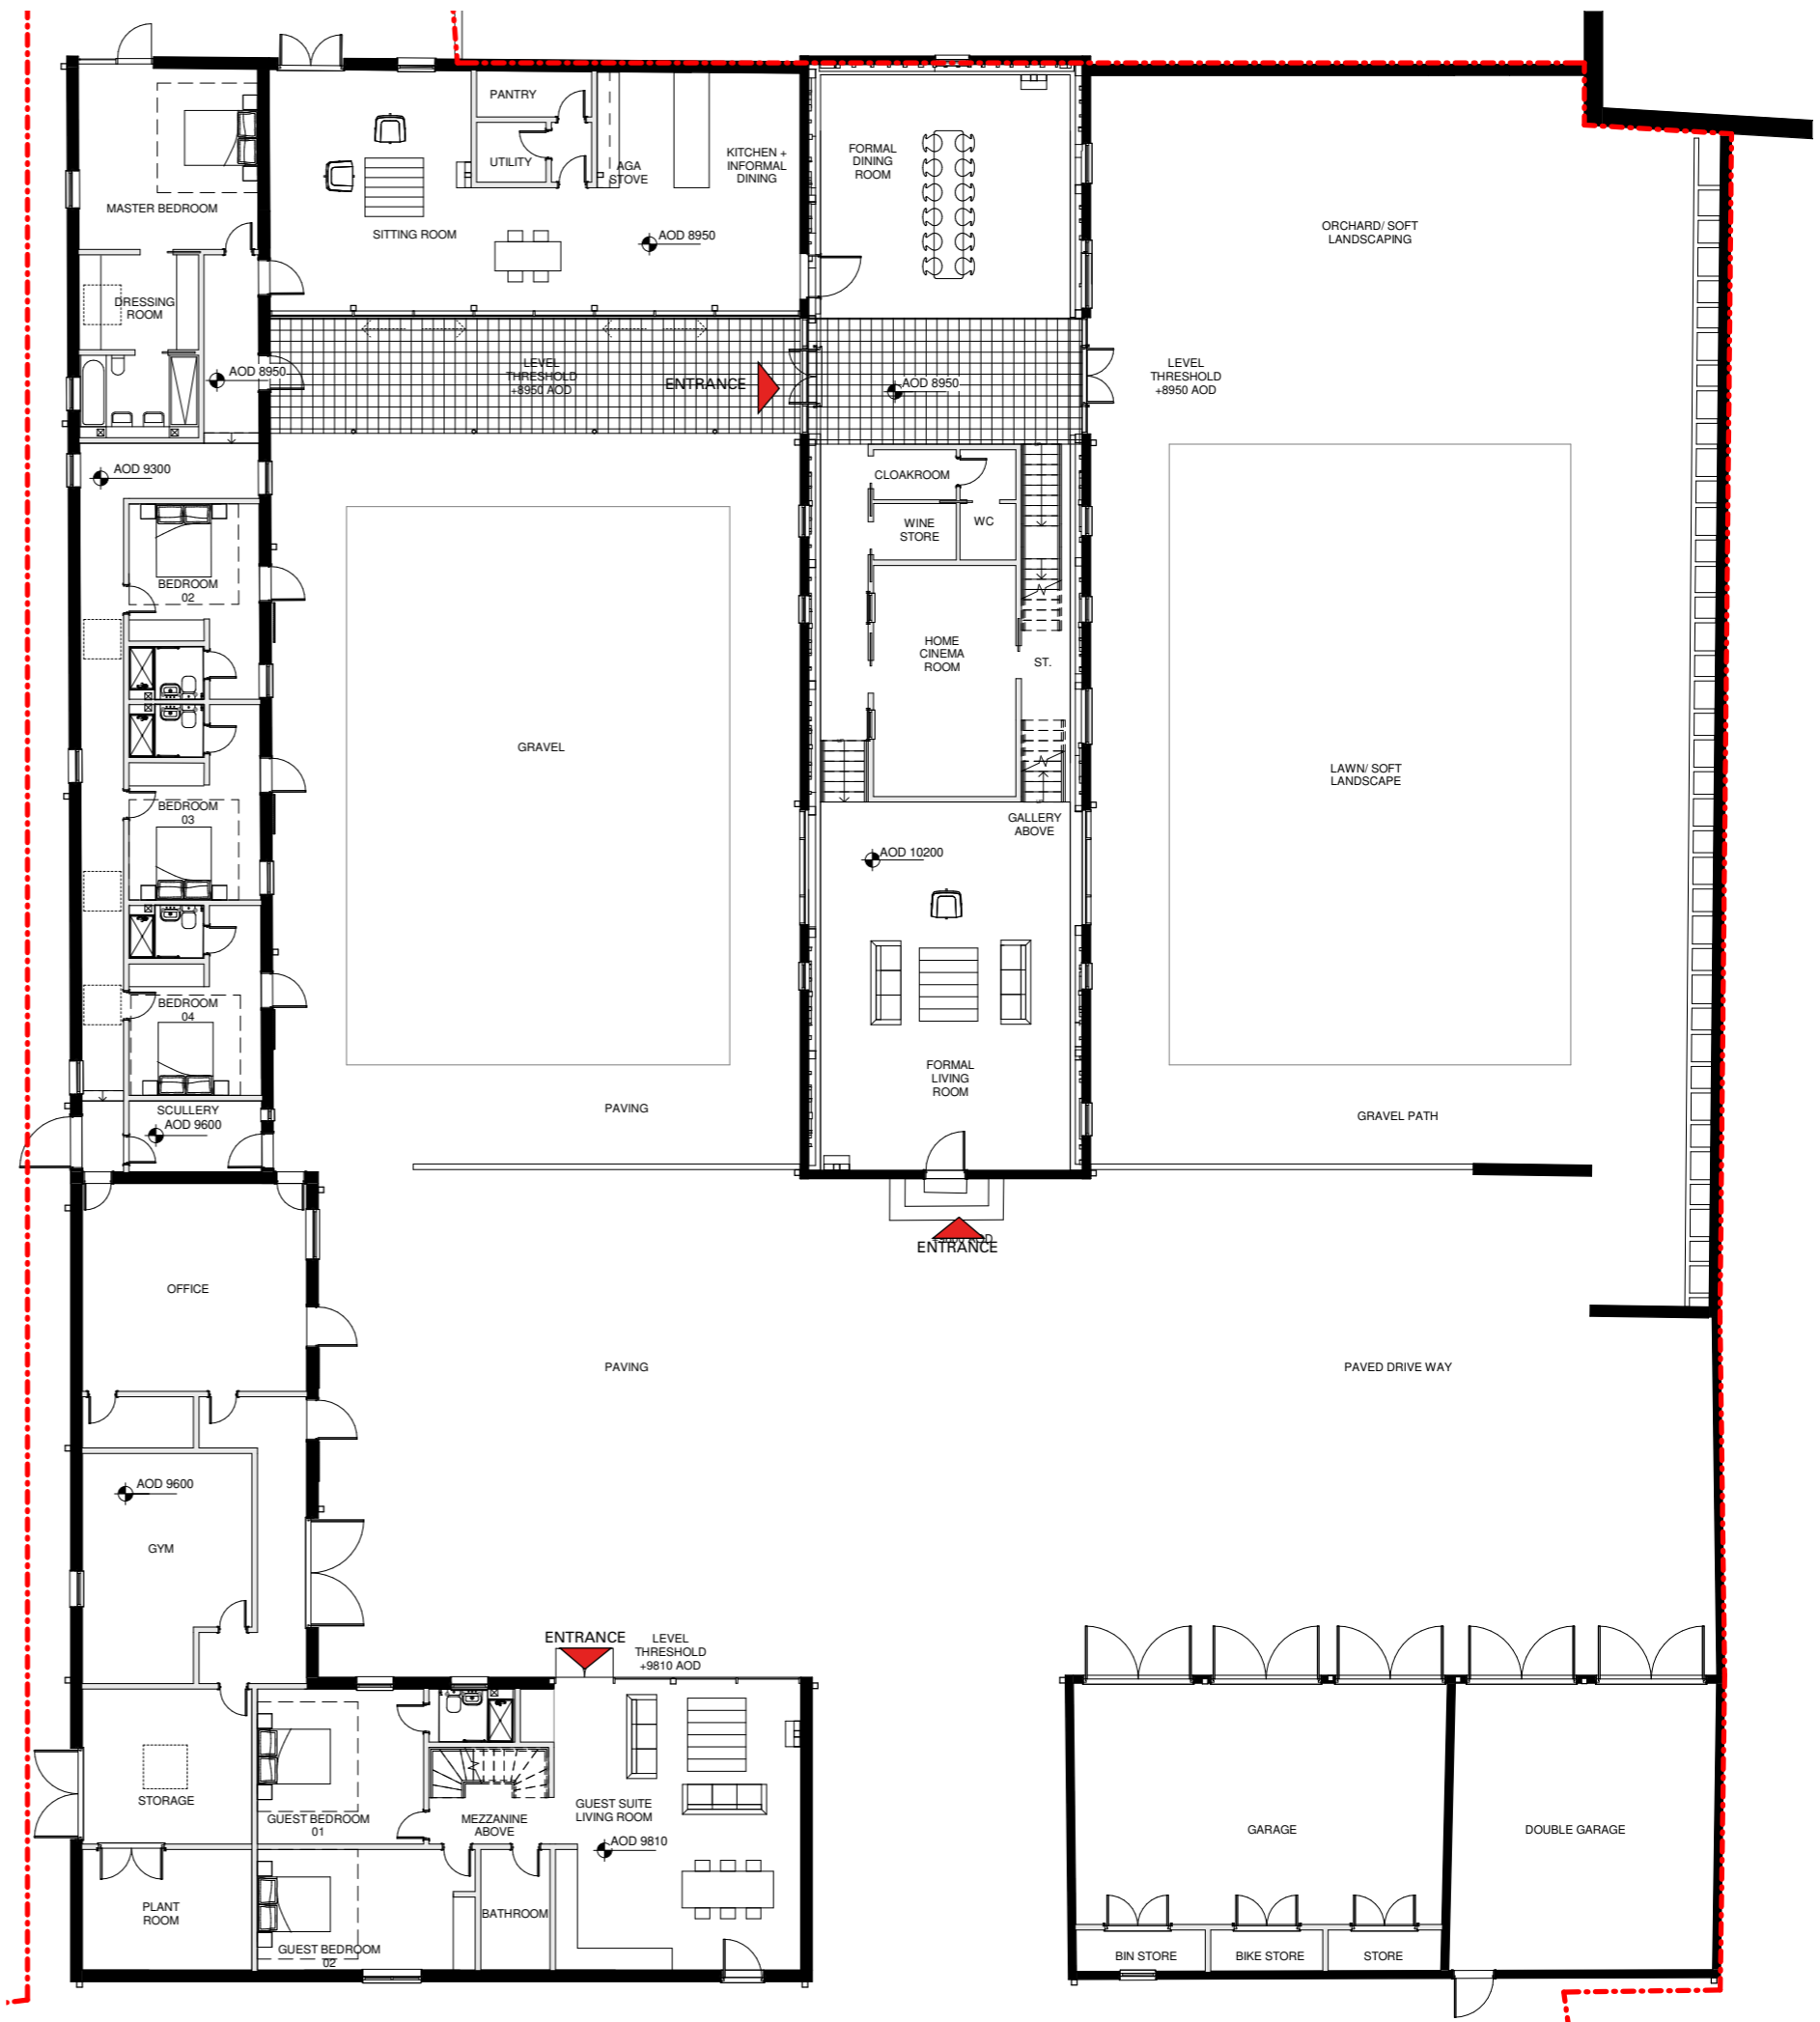 PANTRY
UTILITY
AGA
STOVE
KITCHEN +
INFORMAL
DINING
FORMAL
DINING
ROOM
MASTER BEDROOM
SITTING ROOM
AOD 8950
ORCHARD/ SOFT
LANDSCAPING
DRESSING
ROOM
AOD 8950
LEVEL
THRESHOLD
+8950 AOD
ENTRANCE
AOD 8950
LEVEL
THRESHOLD
+8950 AOD
AOD 9300
CLOAKROOM
WINE
STORE
WC
BEDROOM
02
HOME
CINEMA
ROOM
ST.
GRAVEL
LAWN/ SOFT
LANDSCAPE
BEDROOM
03
GALLERY
ABOVE
AOD 10200
BEDROOM
04
FORMAL
LIVING
ROOM
SCULLERY
AOD 9600
PAVING
GRAVEL PATH
ENTRANCE
OFFICE
PAVING
PAVED DRIVE WAY
AOD 9600
GYM
ENTRANCE
LEVEL
THRESHOLD
+9810 AOD
STORAGE
GUEST BEDROOM
01
MEZZANINE
ABOVE
GUEST SUITE
LIVING ROOM
AOD 9810
GARAGE
DOUBLE GARAGE
PLANT
ROOM
BATHROOM
GUEST BEDROOM
02
BIN STORE
BIKE STORE
STORE